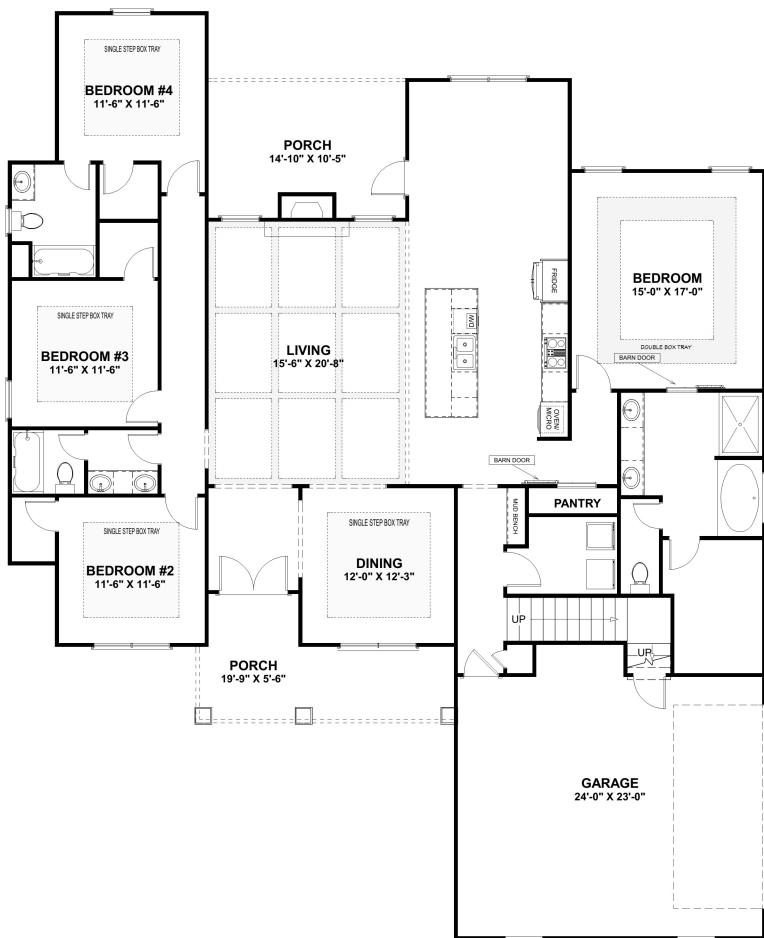 SINGLE STEP BOX TRAY
BEDROOM #4
11'-6" X 11'-6"
PORCH
14'-10" X 10'-5"
FRIDGE
BEDROOM
15'-0" X 17'-0"
DOUBLE BOX TRAY
BARN DOOR
SINGLE STEP BOX TRAY
BEDROOM #3
11'-6" X 11'-6"
LIVING
15'-6" X 20'-8"
DW
OVEN/
MICRO
BARN DOOR
PANTRY
MUD BENCH
SINGLE STEP BOX TRAY
BEDROOM #2
11'-6" X 11'-6"
SINGLE STEP BOX TRAY
DINING
12'-0" X 12'-3"
UP
UP
PORCH
19'-9" X 5'-6"
GARAGE
24'-0" X 23'-0"